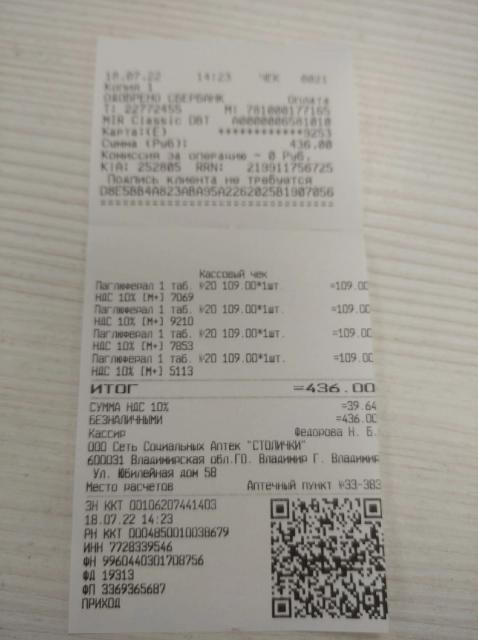 18.07.22 14:23 ЧЕК 0021
Копия 1
ОДОБРЕНО СБЕРБАНК Оплата
Т: 22772455 М: 781000177165
MIR Classic DBT A0000006581010
Карта:(E) ************9253
Сумма (Руб): 436.00
Комиссия за операцию - 0 Руб.
КІА: 252805 RRN: 219911756725
Подпись клиента не требуется
D8E5BB4A823ABA95A2262025B1907056
================================
Кассовый чек
Паглюферал 1 таб. №20 109.00*1шт. =109.00
НДС 10% [М+] 7069
Паглюферал 1 таб. №20 109.00*1шт. =109.00
НДС 10% [М+] 9210
Паглюферал 1 таб. №20 109.00*1шт. =109.00
НДС 10% [М+] 7853
Паглюферал 1 таб. №20 109.00*1шт. =109.00
НДС 10% [М+] 5113
ИТОГ =436.00
СУММА НДС 10% =39.64
БЕЗНАЛИЧНЫМИ =436.00
Кассир Федорова Н. Б.
ООО Сеть Социальных Аптек "СТОЛИЧКИ"
600031 Владимирская обл.ГО. Владимир Г. Владимир
Ул. Юбилейная дом 58
Место расчетов Аптечный пункт №33-383
ЗН ККТ 00106207441403
18.07.22 14:23
РН ККТ 0004850010038679
ИНН 7728339546
ФН 9960440301708756
ФД 19313
ФП 3369365687
ПРИХОД